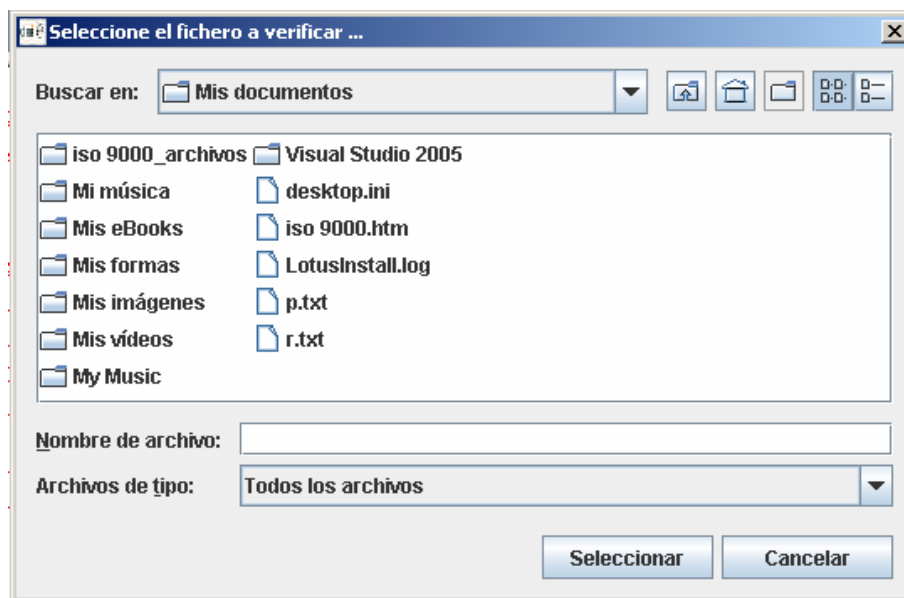 Seleccione el fichero a verificar ...
Buscar en: Mis documentos
iso 9000_archivos Visual Studio 2005
Mi música desktop.ini
Mis eBooks iso 9000.htm
Mis formas LotusInstall.log
Mis imágenes p.txt
Mis vídeos r.txt
My Music
Nombre de archivo:
Archivos de tipo: Todos los archivos
Seleccionar Cancelar